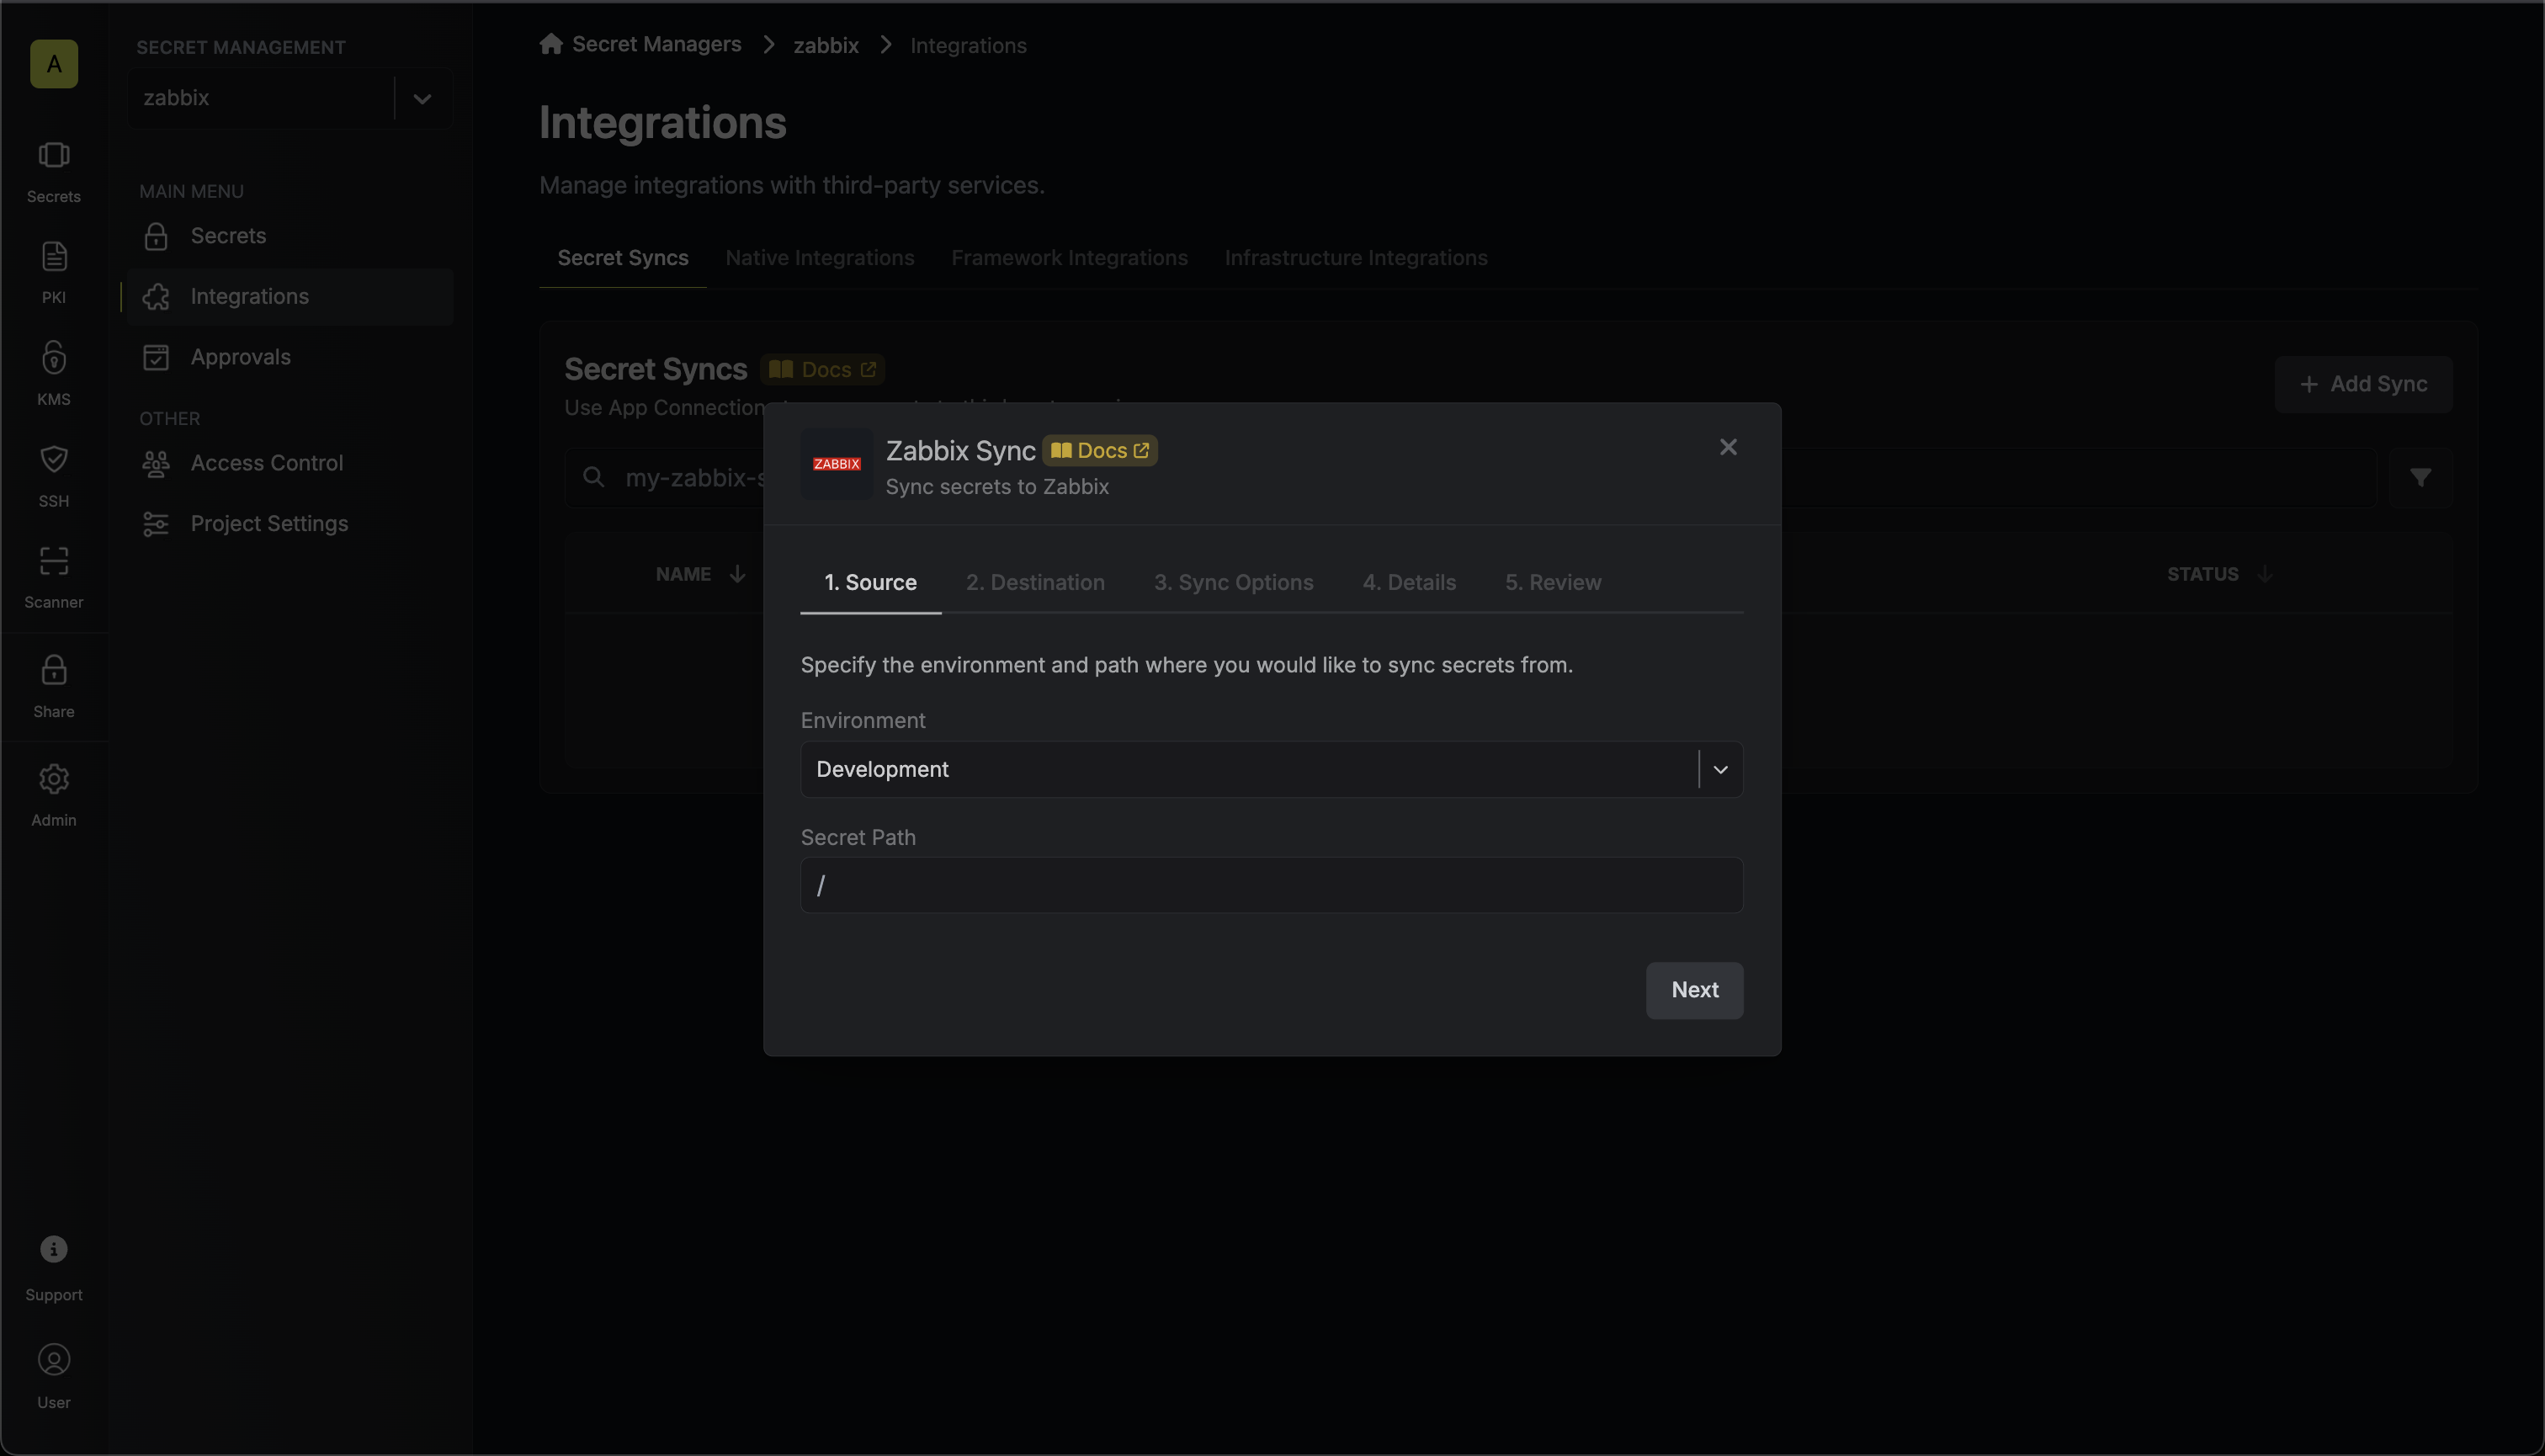 A
Secrets
PKI
KMS
SSH
Scanner
Share
Admin
Support
User
SECRET MANAGEMENT
zabbix
MAIN MENU
Secrets
Integrations
Approvals
OTHER
Access Control
Project Settings
Secret Managers > zabbix > Integrations
Integrations
Manage integrations with third-party services.
Secret Syncs Native Integrations Framework Integrations Infrastructure Integrations
Secret Syncs Docs
+ Add Sync
Use App Connection
my-zabbix-s
NAME STATUS
ZABBIX
Zabbix Sync Docs
Sync secrets to Zabbix
1. Source 2. Destination 3. Sync Options 4. Details 5. Review
Specify the environment and path where you would like to sync secrets from.
Environment
Development
Secret Path
/
Next